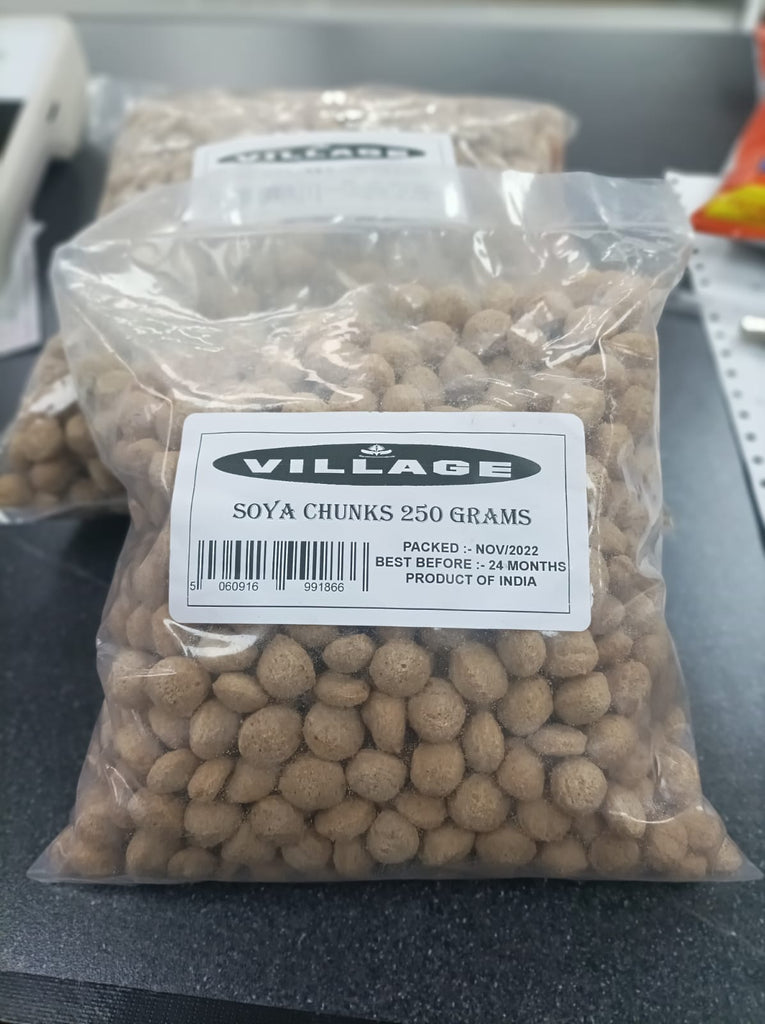 VILLAGE
VILLAGE
SOYA CHUNKS 250 GRAMS
PACKED :- NOV/2022
BEST BEFORE :- 24 MONTHS
PRODUCT OF INDIA
5 060916 991866